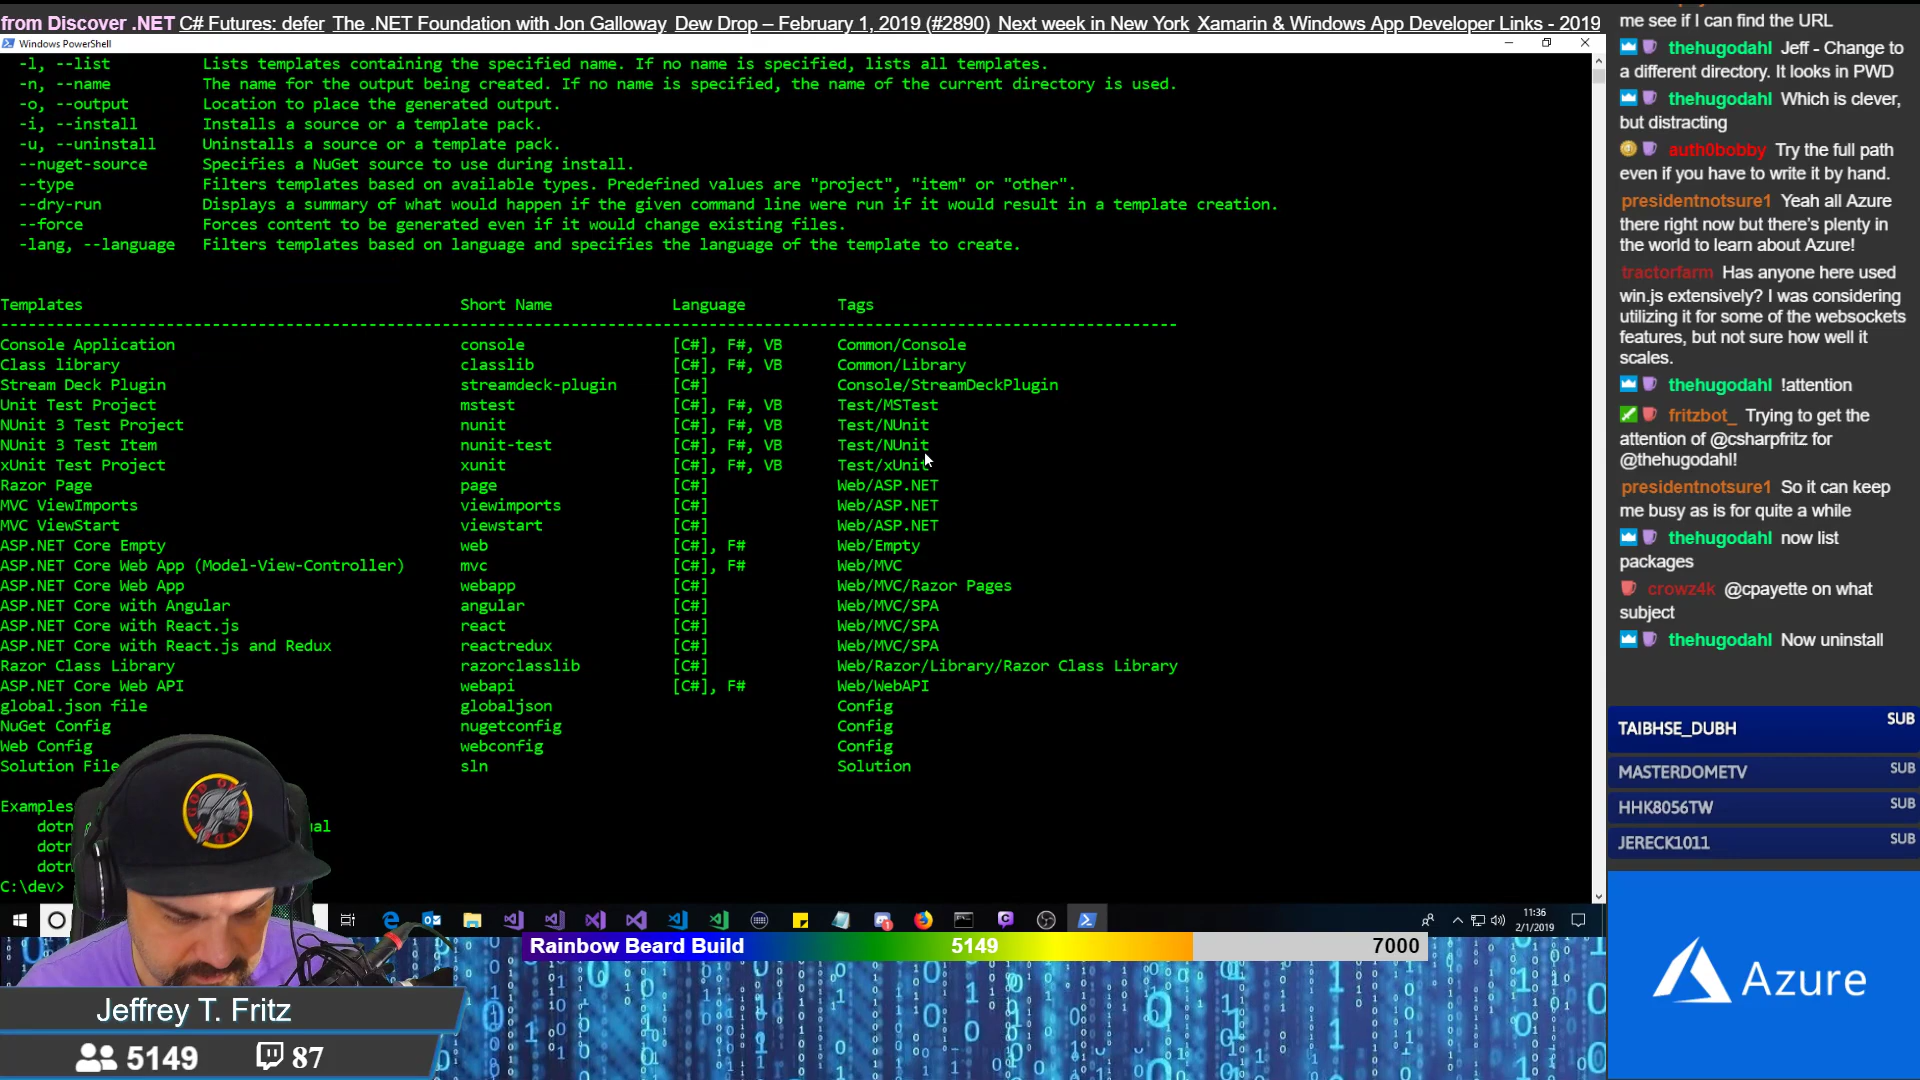 from Discover .NET C# Futures: defer The .NET Foundation with Jon Galloway Dew Drop – February 1, 2019 (#2890) Next week in New York Xamarin & Windows App Developer Links - 2019
Windows PowerShell
-l, --list Lists templates containing the specified name. If no name is specified, lists all templates.
-n, --name The name for the output being created. If no name is specified, the name of the current directory is used.
-o, --output Location to place the generated output.
-i, --install Installs a source or a template pack.
-u, --uninstall Uninstalls a source or a template pack.
--nuget-source Specifies a NuGet source to use during install.
--type Filters templates based on available types. Predefined values are "project", "item" or "other".
--dry-run Displays a summary of what would happen if the given command line were run if it would result in a template creation.
--force Forces content to be generated even if it would change existing files.
-lang, --language Filters templates based on language and specifies the language of the template to create.
Templates Short Name Language Tags
Console Application console [C#], F#, VB Common/Console
Class library classlib [C#], F#, VB Common/Library
Stream Deck Plugin streamdeck-plugin [C#] Console/StreamDeckPlugin
Unit Test Project mstest [C#], F#, VB Test/MSTest
NUnit 3 Test Project nunit [C#], F#, VB Test/NUnit
NUnit 3 Test Item nunit-test [C#], F#, VB Test/NUnit
xUnit Test Project xunit [C#], F#, VB Test/xUnit
Razor Page page [C#] Web/ASP.NET
MVC ViewImports viewimports [C#] Web/ASP.NET
MVC ViewStart viewstart [C#] Web/ASP.NET
ASP.NET Core Empty web [C#], F# Web/Empty
ASP.NET Core Web App (Model-View-Controller) mvc [C#], F# Web/MVC
ASP.NET Core Web App webapp [C#] Web/MVC/Razor Pages
ASP.NET Core with Angular angular [C#] Web/MVC/SPA
ASP.NET Core with React.js react [C#] Web/MVC/SPA
ASP.NET Core with React.js and Redux reactredux [C#] Web/MVC/SPA
Razor Class Library razorclasslib [C#] Web/Razor/Library/Razor Class Library
ASP.NET Core Web API webapi [C#], F# Web/WebAPI
global.json file globaljson Config
NuGet Config nugetconfig Config
Web Config webconfig Config
Solution File sln Solution
Examples
C:\dev>
me see if I can find the URL
thehugodahl Jeff - Change to
a different directory. It looks in PWD
thehugodahl Which is clever,
but distracting
auth0bobby Try the full path
even if you have to write it by hand.
presidentnotsure1 Yeah all Azure
there right now but there's plenty in
the world to learn about Azure!
tractorfarm Has anyone here used
win.js extensively? I was considering
utilizing it for some of the websockets
features, but not sure how well it
scales.
thehugodahl !attention
fritzbot_ Trying to get the
attention of @csharpfritz for
@thehugodahl!
presidentnotsure1 So it can keep
me busy as is for quite a while
thehugodahl now list
packages
crowz4k @cpayette on what
subject
thehugodahl Now uninstall
TAIBHSE_DUBH SUB
MASTERDOMETV SUB
HHK8056TW SUB
JERECK1011 SUB
Azure
11:36
2/1/2019
Rainbow Beard Build 5149 7000
Jeffrey T. Fritz
5149 87